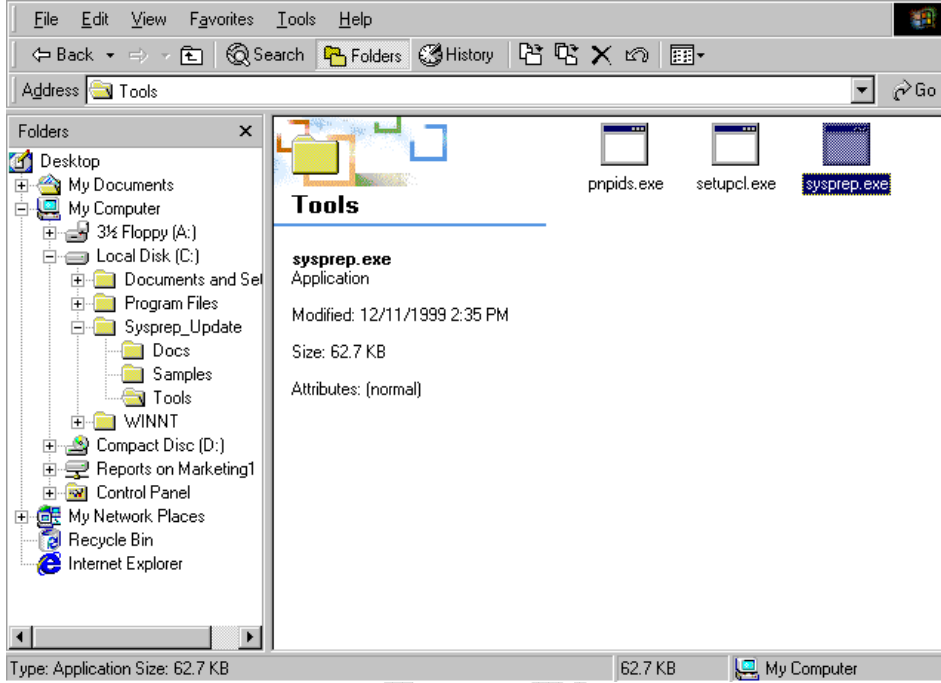 File Edit View Favorites Tools Help
Back Search Folders History
Address Tools Go
Folders
Desktop
My Documents
My Computer
3½ Floppy (A:)
Local Disk (C:)
Documents and Set
Program Files
Sysprep_Update
Docs
Samples
Tools
WINNT
Compact Disc (D:)
Reports on Marketing1
Control Panel
My Network Places
Recycle Bin
Internet Explorer
Tools
sysprep.exe
Application
Modified: 12/11/1999 2:35 PM
Size: 62.7 KB
Attributes: (normal)
pnpids.exe setupcl.exe sysprep.exe
Type: Application Size: 62.7 KB 62.7 KB My Computer